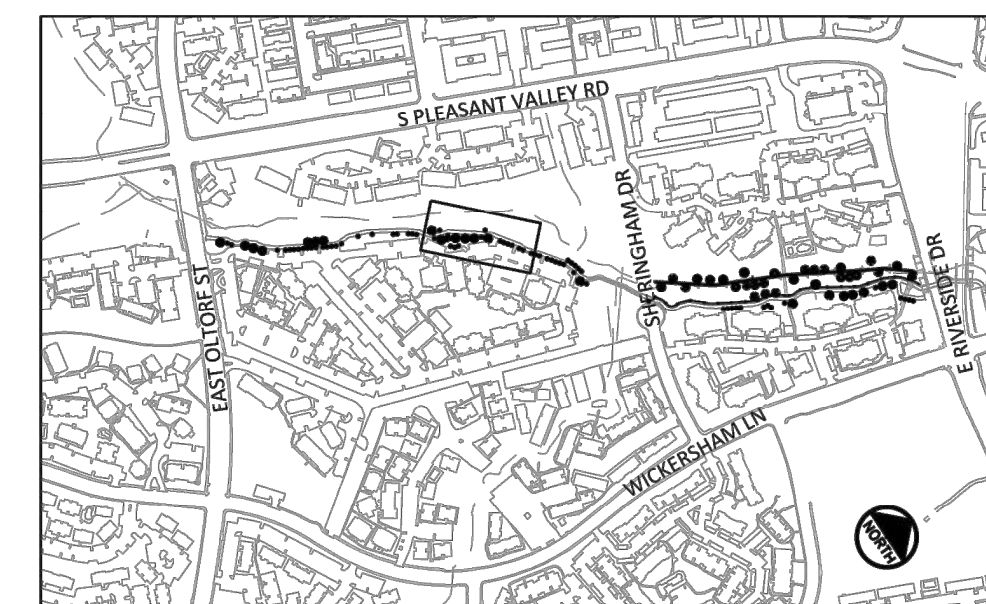 S PLEASANT VALLEY RD
SHERINGHAM DR
EAST OLTORF ST
E RIVERSIDE DR
WICKERSHAM LN
NORTH